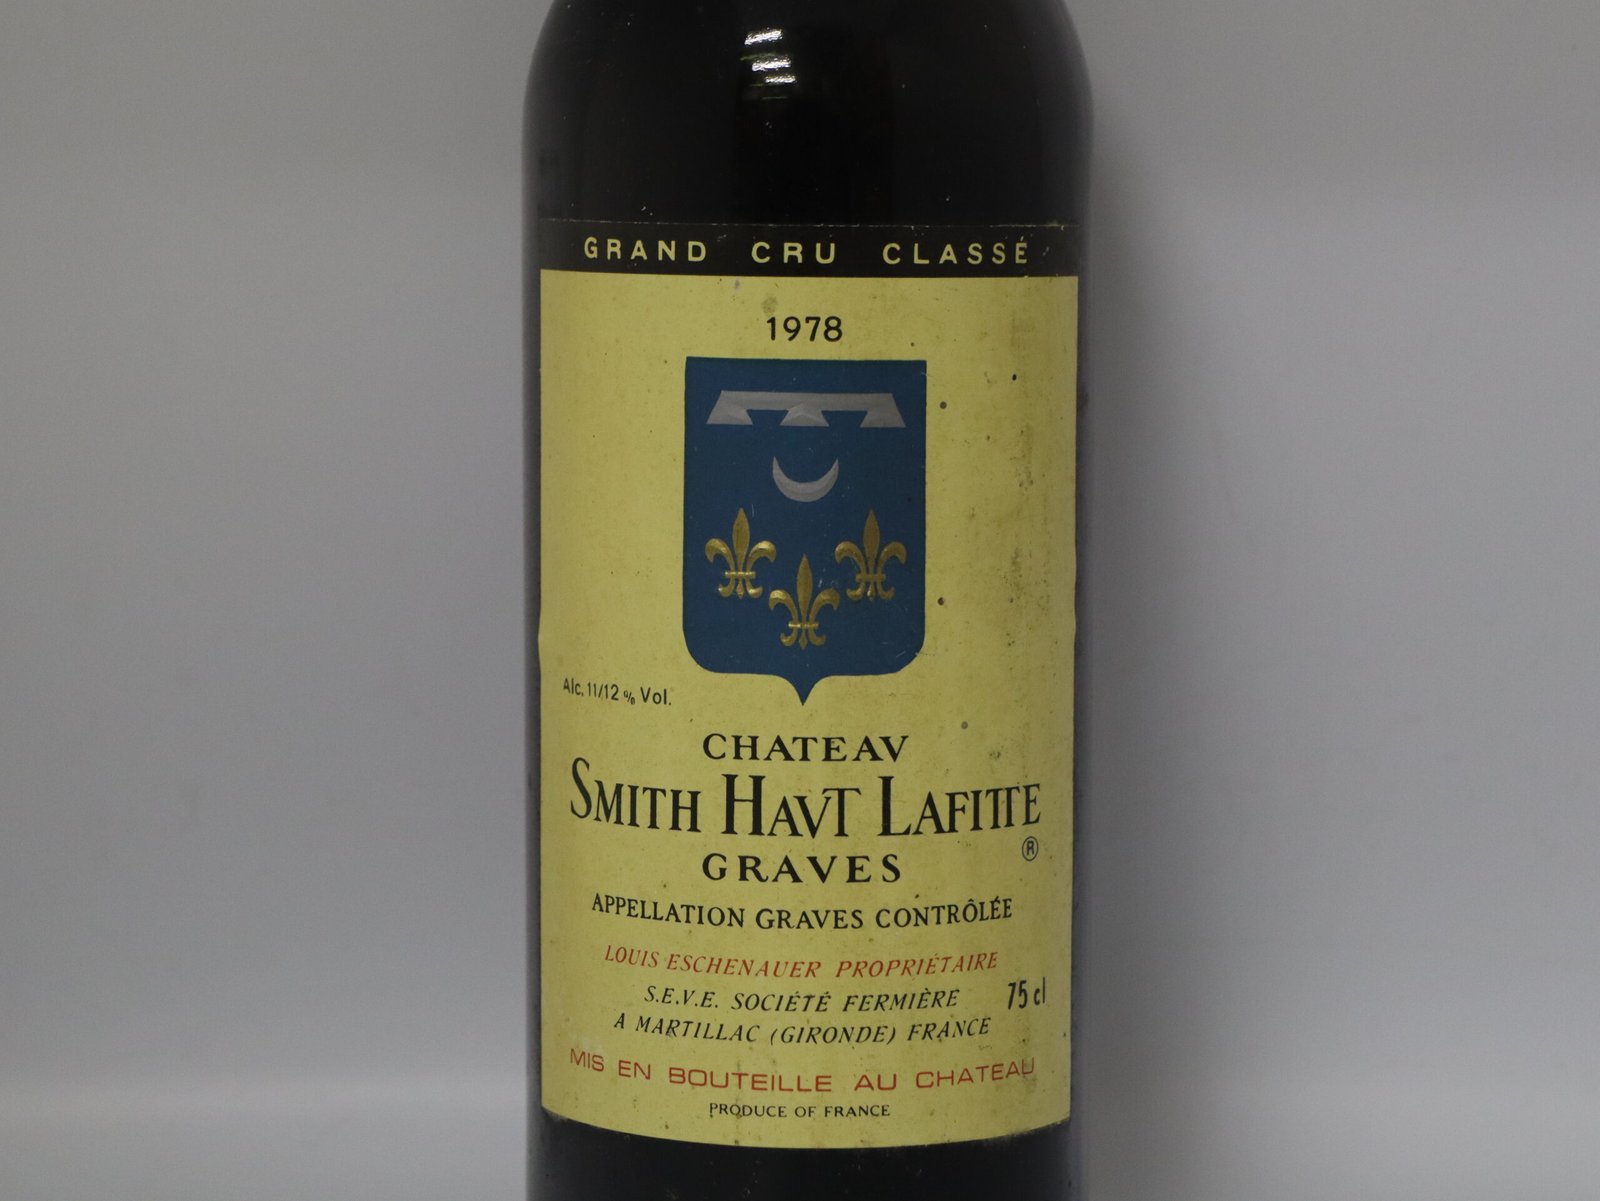 GRAND CRU CLASSÉ
1978
Alc. 11/12 % Vol.
CHATEAV
SMITH HAVT LAFITTE
®
GRAVES
APPELLATION GRAVES CONTRÔLÉE
LOUIS ESCHENAUER PROPRIÉTAIRE
S.E.V.E. SOCIÉTÉ FERMIÈRE 75 cl
A MARTILLAC (GIRONDE) FRANCE
MIS EN BOUTEILLE AU CHATEAU
PRODUCE OF FRANCE